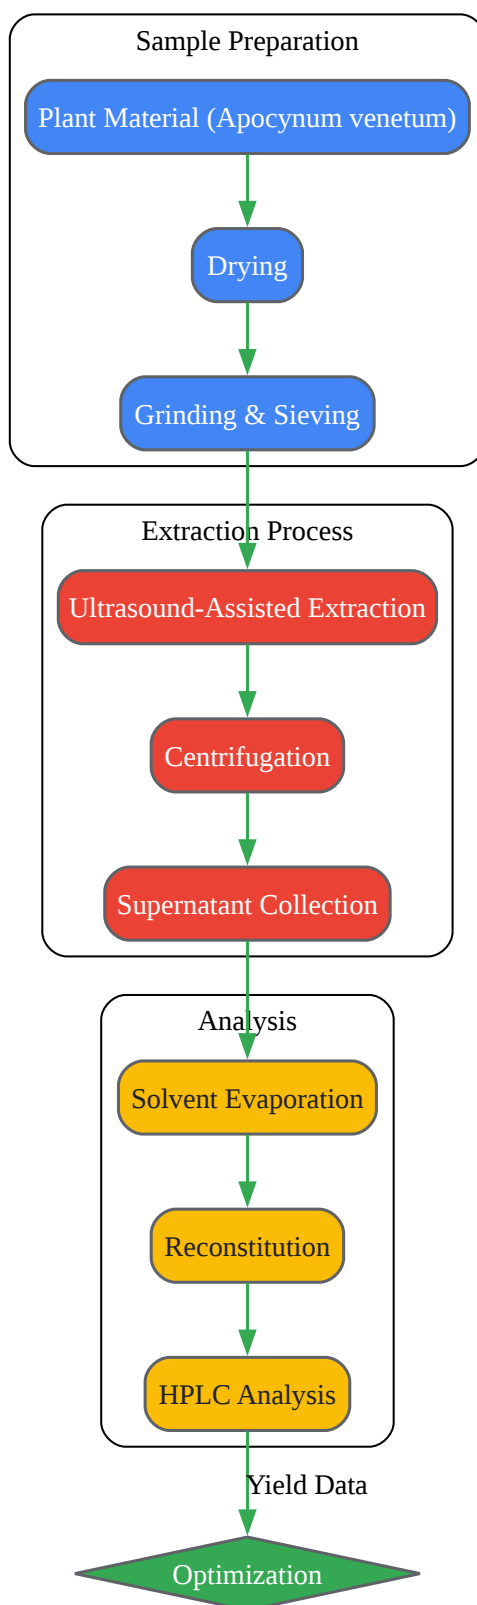 Sample Preparation
Plant Material (Apocynum venetum)
Drying
Grinding & Sieving
Extraction Process
Ultrasound-Assisted Extraction
Centrifugation
Supernatant Collection
Analysis
Solvent Evaporation
Reconstitution
HPLC Analysis
Yield Data
Optimization